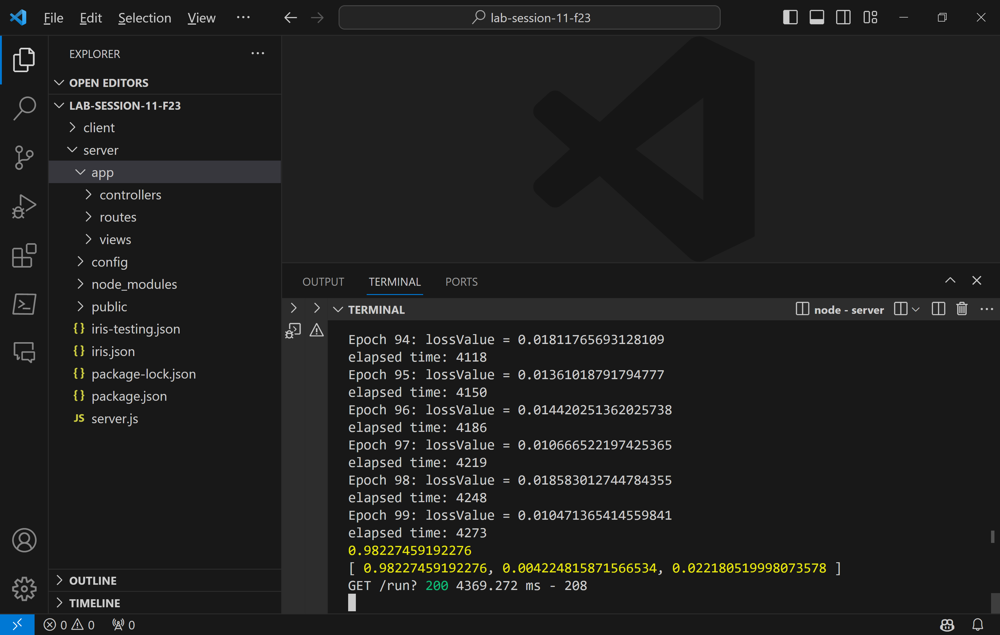 File Edit Selection View ··· lab-session-11-f23
EXPLORER ···
OPEN EDITORS
LAB-SESSION-11-F23
client
server
app
controllers
routes
views
config
node_modules
public
{} iris-testing.json
{} iris.json
{} package-lock.json
{} package.json
JS server.js
OUTLINE
TIMELINE
OUTPUT TERMINAL PORTS
TERMINAL node - server ···
Epoch 94: lossValue = 0.01811765693128109
elapsed time: 4118
Epoch 95: lossValue = 0.01361018791794777
elapsed time: 4150
Epoch 96: lossValue = 0.014420251362025738
elapsed time: 4186
Epoch 97: lossValue = 0.010666522197425365
elapsed time: 4219
Epoch 98: lossValue = 0.018583012744784355
elapsed time: 4248
Epoch 99: lossValue = 0.010471365414559841
elapsed time: 4273
0.98227459192276
[ 0.98227459192276, 0.004224815871566534, 0.022180519998073578 ]
GET /run? 200 4369.272 ms - 208
0 0 0